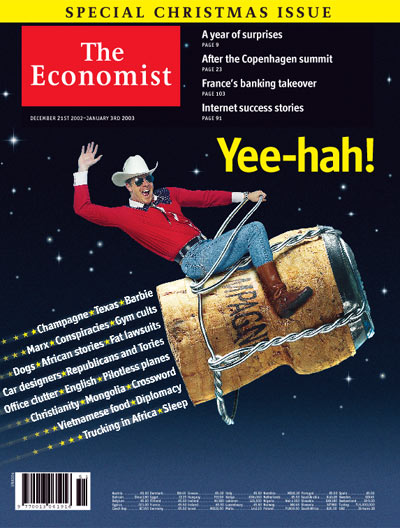 SPECIAL CHRISTMAS ISSUE
The
Economist
DECEMBER 21ST 2002–JANUARY 3RD 2003
A year of surprises
PAGE 9
After the Copenhagen summit
PAGE 23
France's banking takeover
PAGE 103
Internet success stories
PAGE 91
Yee-hah!
Champagne★Texas★Barbie
Marx★Conspiracies★Gym cults
Dogs★African stories★Fat lawsuits
Car designers★Republicans and Tories
Office clutter★English★Pilotless planes
Christianity★Mongolia★Crossword
Vietnamese food★Diplomacy
Trucking in Africa★Sleep